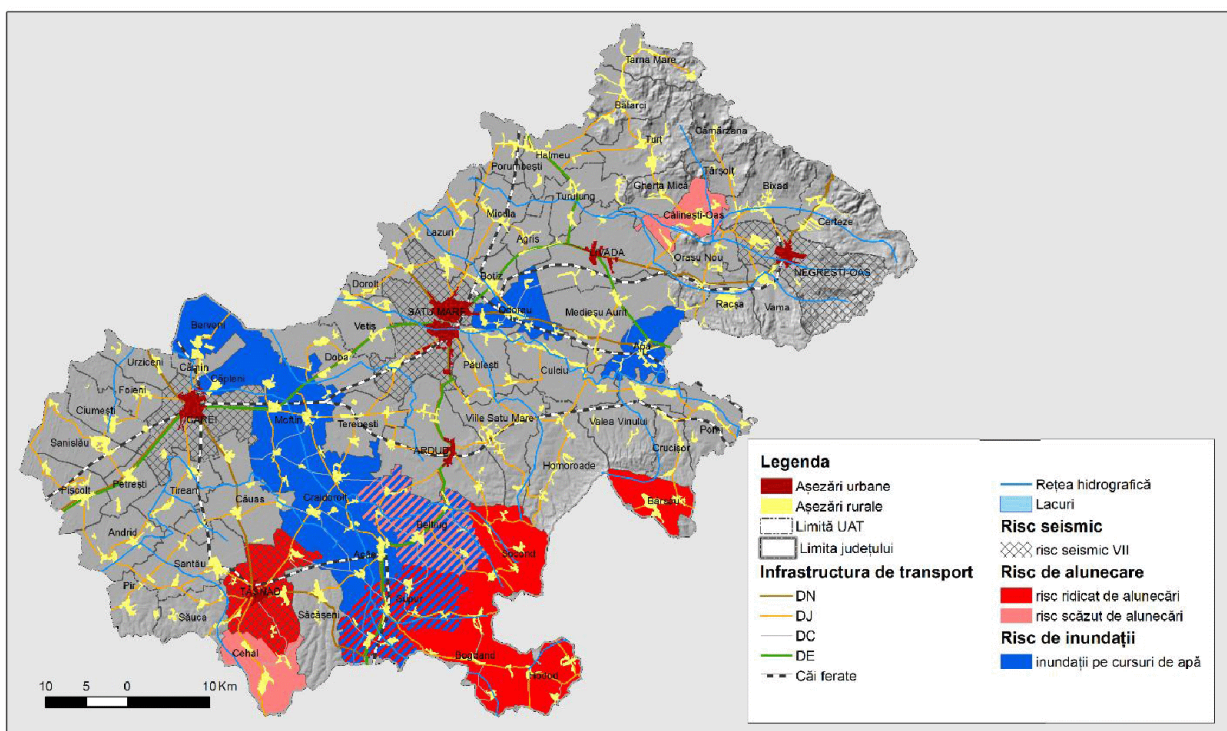 Tarna Mare
Bătarci
Cămărzana
Turț
Halmeu
Târșolț
Porumbești
Gherța Mică
Bixad
Turulung
Micula
Călinești-Oaș
Certeze
Lazuri
Agriș
LIVADA
Orașu Nou
NEGREȘTI-OAȘ
Botiz
Dorolț
Racșa
Vama
SATU MARE
Odoreu
Medieșu Aurit
Vetiș
Berveni
Apa
Doba
Urziceni
Cămin
Păulești
Culciu
Căpleni
Foieni
Ciumești
CAREI
Moftin
Terebești
Viile Satu Mare
Valea Vinului
Pomi
Sanislău
ARDUD
Crucișor
Homoroade
Pișcolt
Petrești
Tiream
Căuaș
Craidorolț
Bârsău
Andrid
Beltiug
Acâș
Socond
Santău
Pir
TĂȘNAD
Supur
Săuca
Săcășeni
Cehal
Bogdand
Hodod
10 5 0 10 Km
Legenda
Așezări urbane
Așezări rurale
Limită UAT
Limita județului
Infrastructura de transport
DN
DJ
DC
DE
Căi ferate
Rețea hidrografică
Lacuri
Risc seismic
risc seismic VII
Risc de alunecare
risc ridicat de alunecări
risc scăzut de alunecări
Risc de inundații
inundații pe cursuri de apă